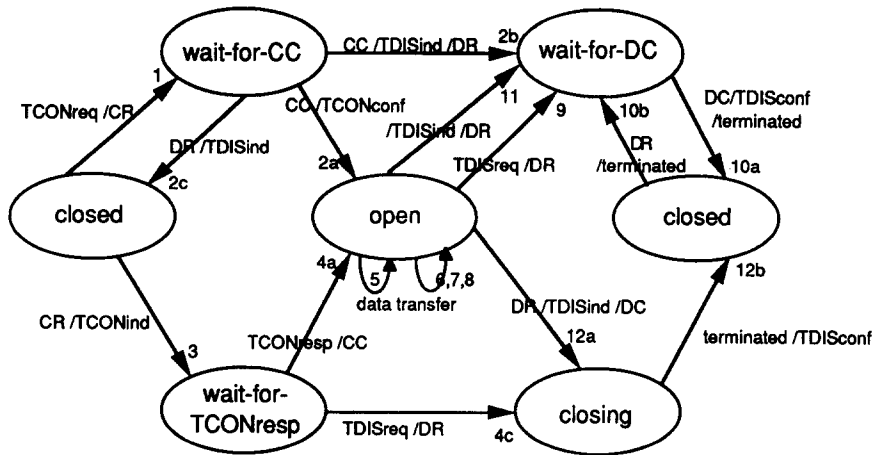 wait-for-CC
CC /TDISind /DR
2b
wait-for-DC
1
TCONreq /CR
CC /TCONconf
11
9
10b
DC/TDISconf
/terminated
/TDISind /DR
DR /TDISind
TDISreq /DR
DR
/terminated
2c
2a
10a
closed
open
closed
4a
5
6,7,8
data transfer
12b
CR /TCONind
DR /TDISind /DC
3
TCONresp /CC
12a
terminated /TDISconf
wait-for-
TCONresp
closing
TDISreq /DR
4c